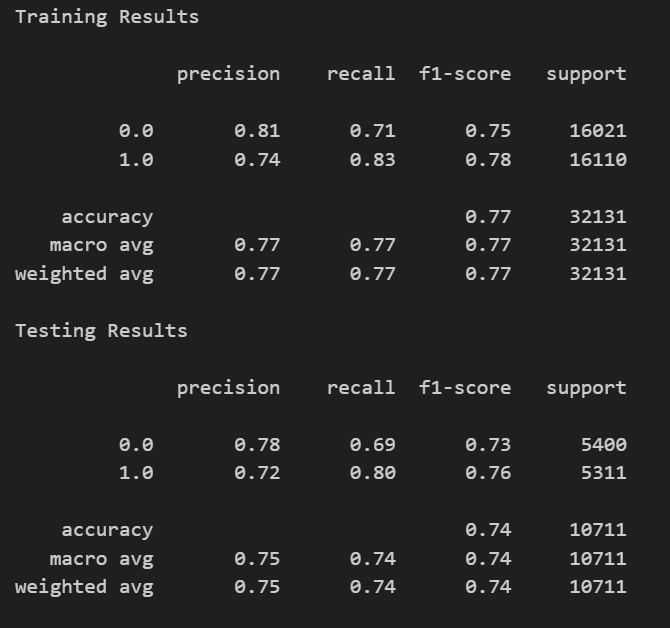 Training Results
precision recall f1-score support
0.0 0.81 0.71 0.75 16021
1.0 0.74 0.83 0.78 16110
accuracy 0.77 32131
macro avg 0.77 0.77 0.77 32131
weighted avg 0.77 0.77 0.77 32131
Testing Results
precision recall f1-score support
0.0 0.78 0.69 0.73 5400
1.0 0.72 0.80 0.76 5311
accuracy 0.74 10711
macro avg 0.75 0.74 0.74 10711
weighted avg 0.75 0.74 0.74 10711